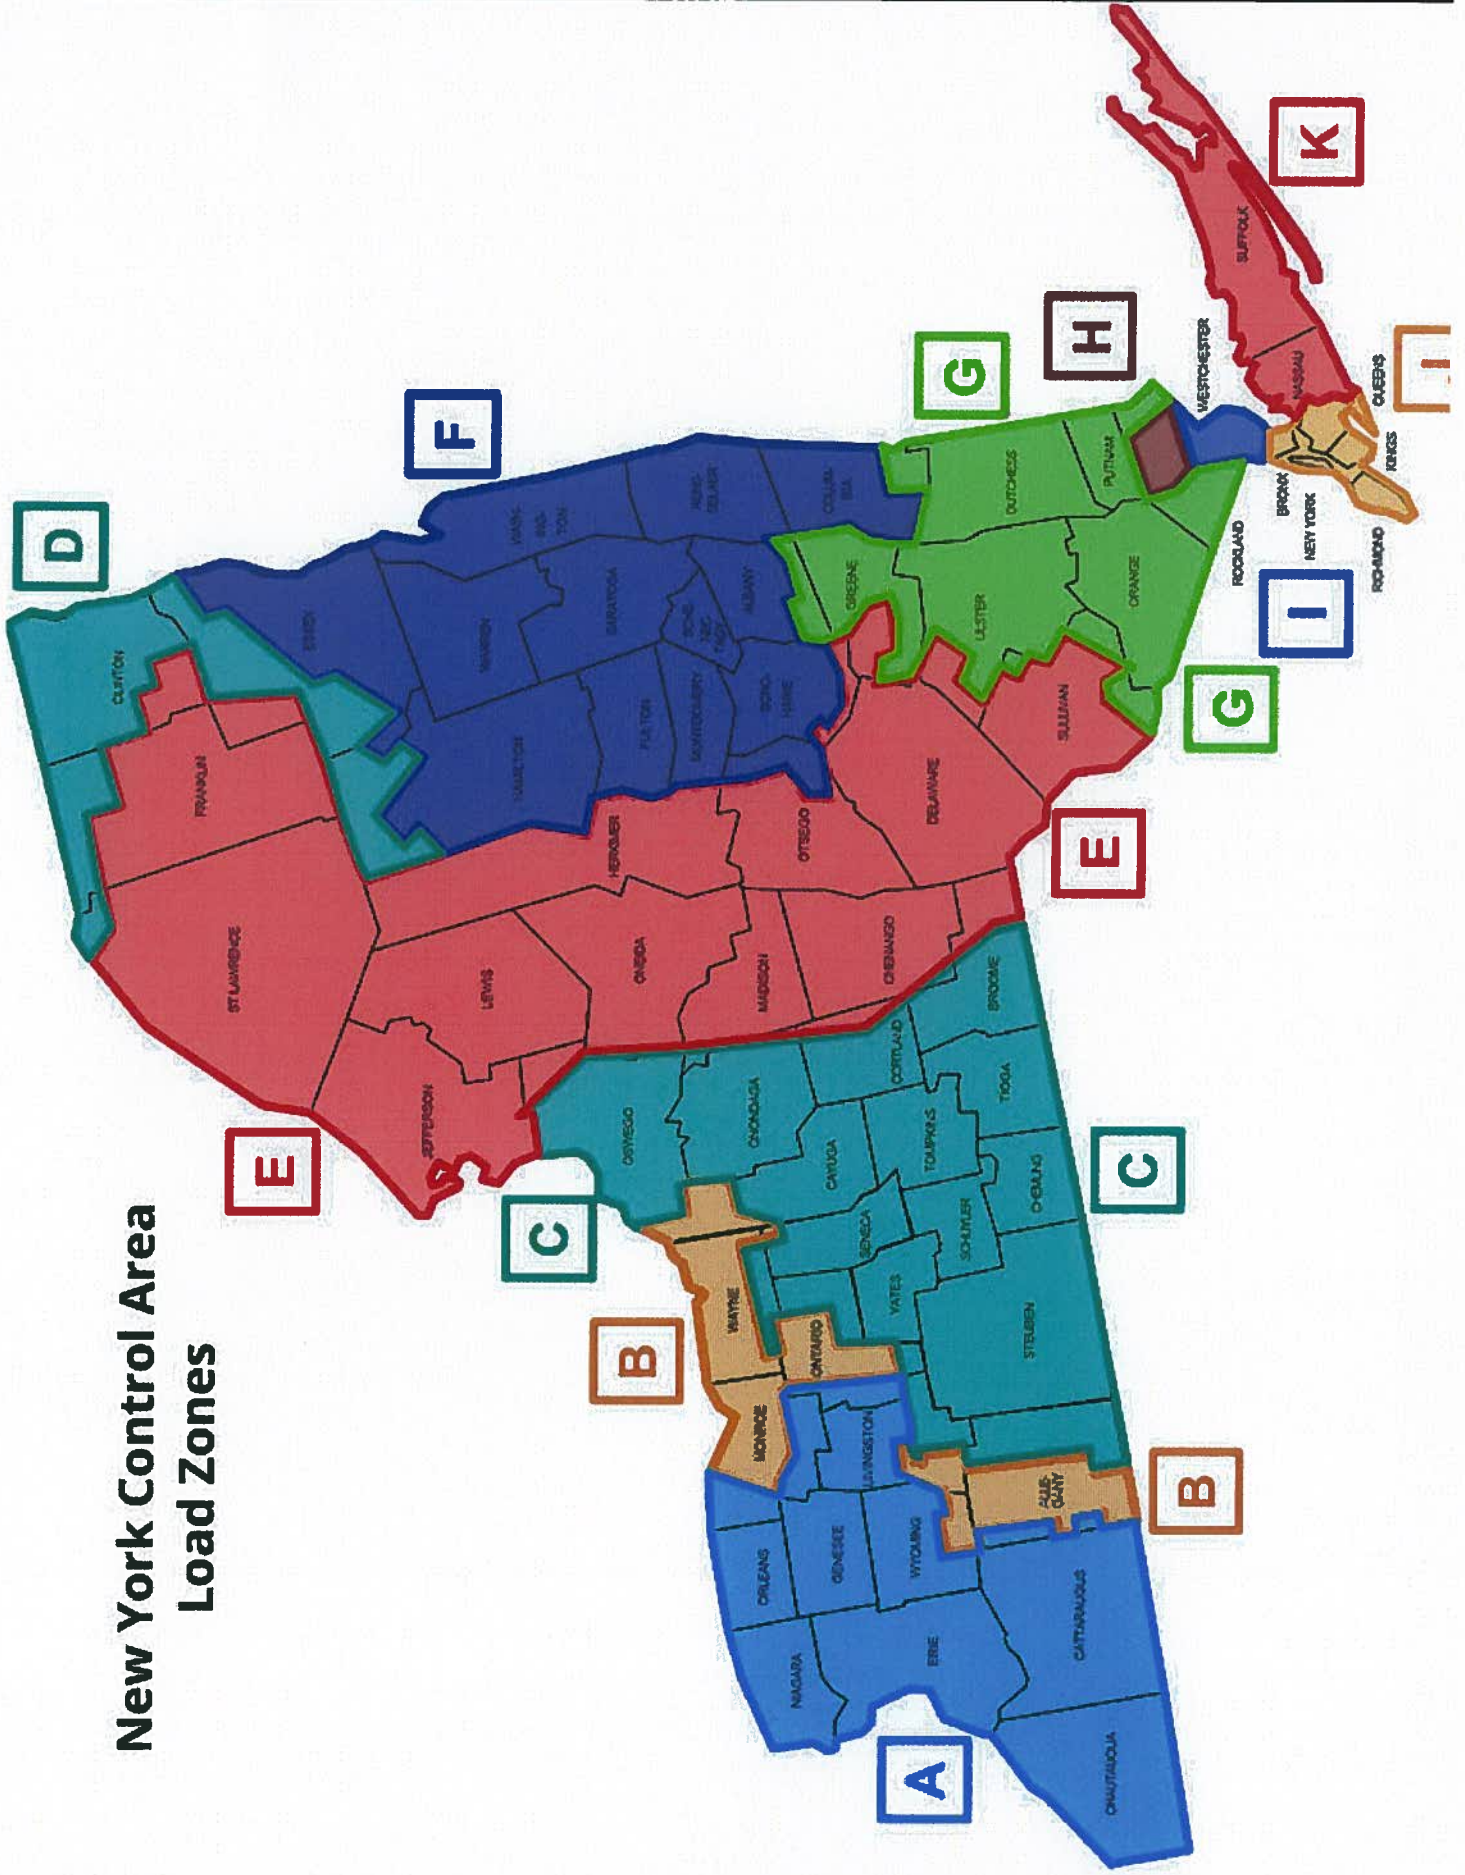 New York Control Area
Load Zones
D
CLINTON
FRANKLIN
ST LAWRENCE
E
JEFFERSON
LEWIS
ESSEX
HAMILTON
WARREN
WASH-
ING-
TON
F
HERKIMER
ONEIDA
FULTON
SARATOGA
MONTGOMERY
SCHE-
NEC-
TADY
RENS-
SELAER
ALBANY
SCHO-
HARIE
C
OSWEGO
B
WAYNE
MONROE
ORLEANS
NIAGARA
GENESEE
ONTARIO
ONONDAGA
MADISON
OTSEGO
CAYUGA
SENECA
YATES
LIVINGSTON
WYOMING
ERIE
A
CORTLAND
CHENANGO
COLUM-
BIA
GREENE
DELAWARE
TOMPKINS
SCHUYLER
TIOGA
BROOME
CHEMUNG
STEUBEN
ALLE-
GANY
CATTARAUGUS
CHAUTAUQUA
B
C
E
ULSTER
DUTCHESS
G
SULLIVAN
PUTNAM
ORANGE
H
G
WESTCHESTER
ROCKLAND
I
SUFFOLK
K
NASSAU
BRONX
NEW YORK
QUEENS
KINGS
RICHMOND